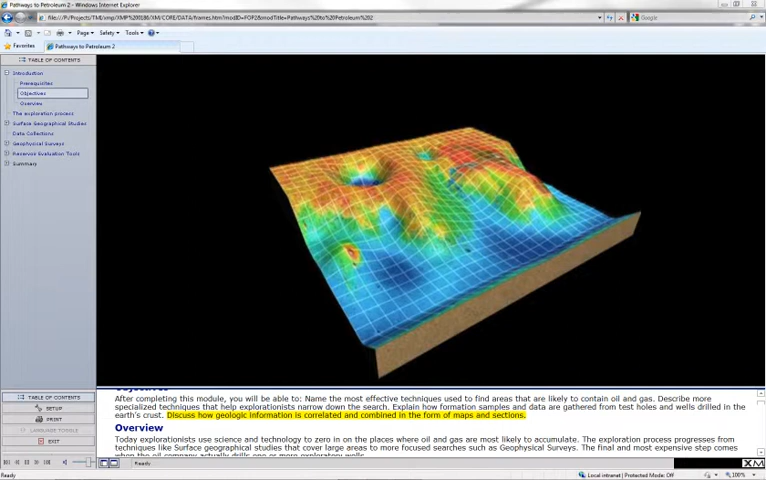 Pathways to Petroleum 2 - Windows Internet Explorer
Google
Favorites
Pathways to Petroleum 2
Page
Safety
Tools
TABLE OF CONTENTS
Introduction
Prerequisites
Objectives
Overview
The exploration process
Surface Geographical Studies
Data Collections
Geophysical Surveys
Reservoir Evaluation Tools
Summary
TABLE OF CONTENTS
SETUP
PRINT
LANGUAGE TOGGLE
EXIT
Objectives
After completing this module, you will be able to: Name the most effective techniques used to find areas that are likely to contain oil and gas. Describe more
specialized techniques that help explorationists narrow down the search. Explain how formation samples and data are gathered from test holes and wells drilled in the
earth's crust. Discuss how geologic information is correlated and combined in the form of maps and sections.
Overview
Today explorationists use science and technology to zero in on the places where oil and gas are most likely to accumulate. The exploration process progresses from
techniques like Surface geographical studies that cover large areas to more focused searches such as Geophysical Surveys. The final and most expensive step comes
Ready
XM
Ready
Local intranet | Protected Mode: Off
100%